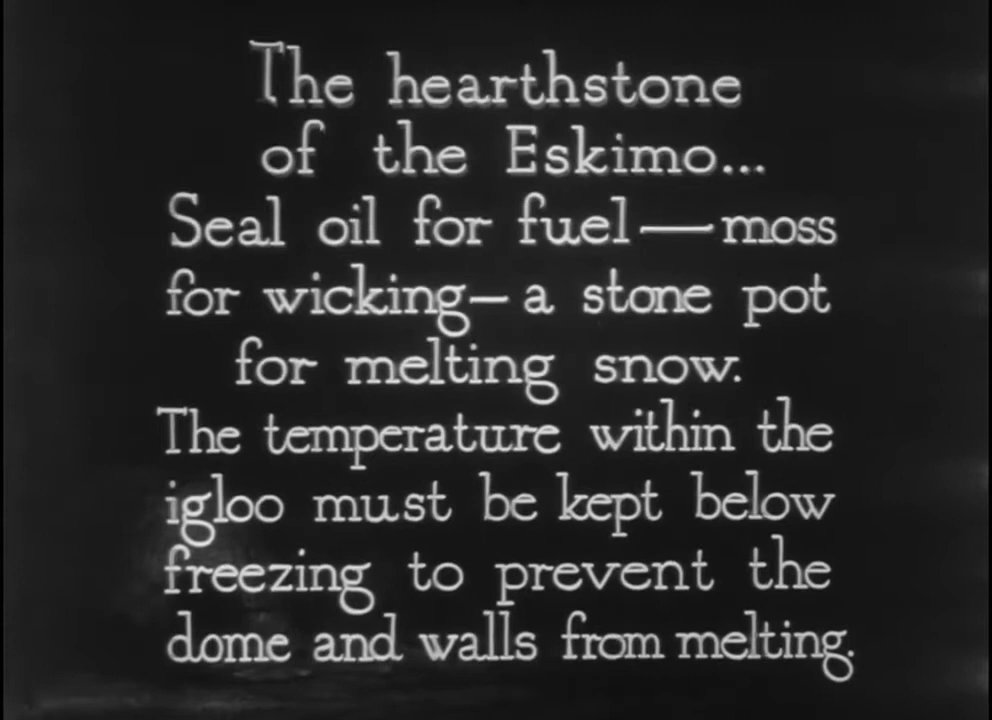 The hearthstone
of the Eskimo...
Seal oil for fuel — moss
for wicking — a stone pot
for melting snow.
The temperature within the
igloo must be kept below
freezing to prevent the
dome and walls from melting.